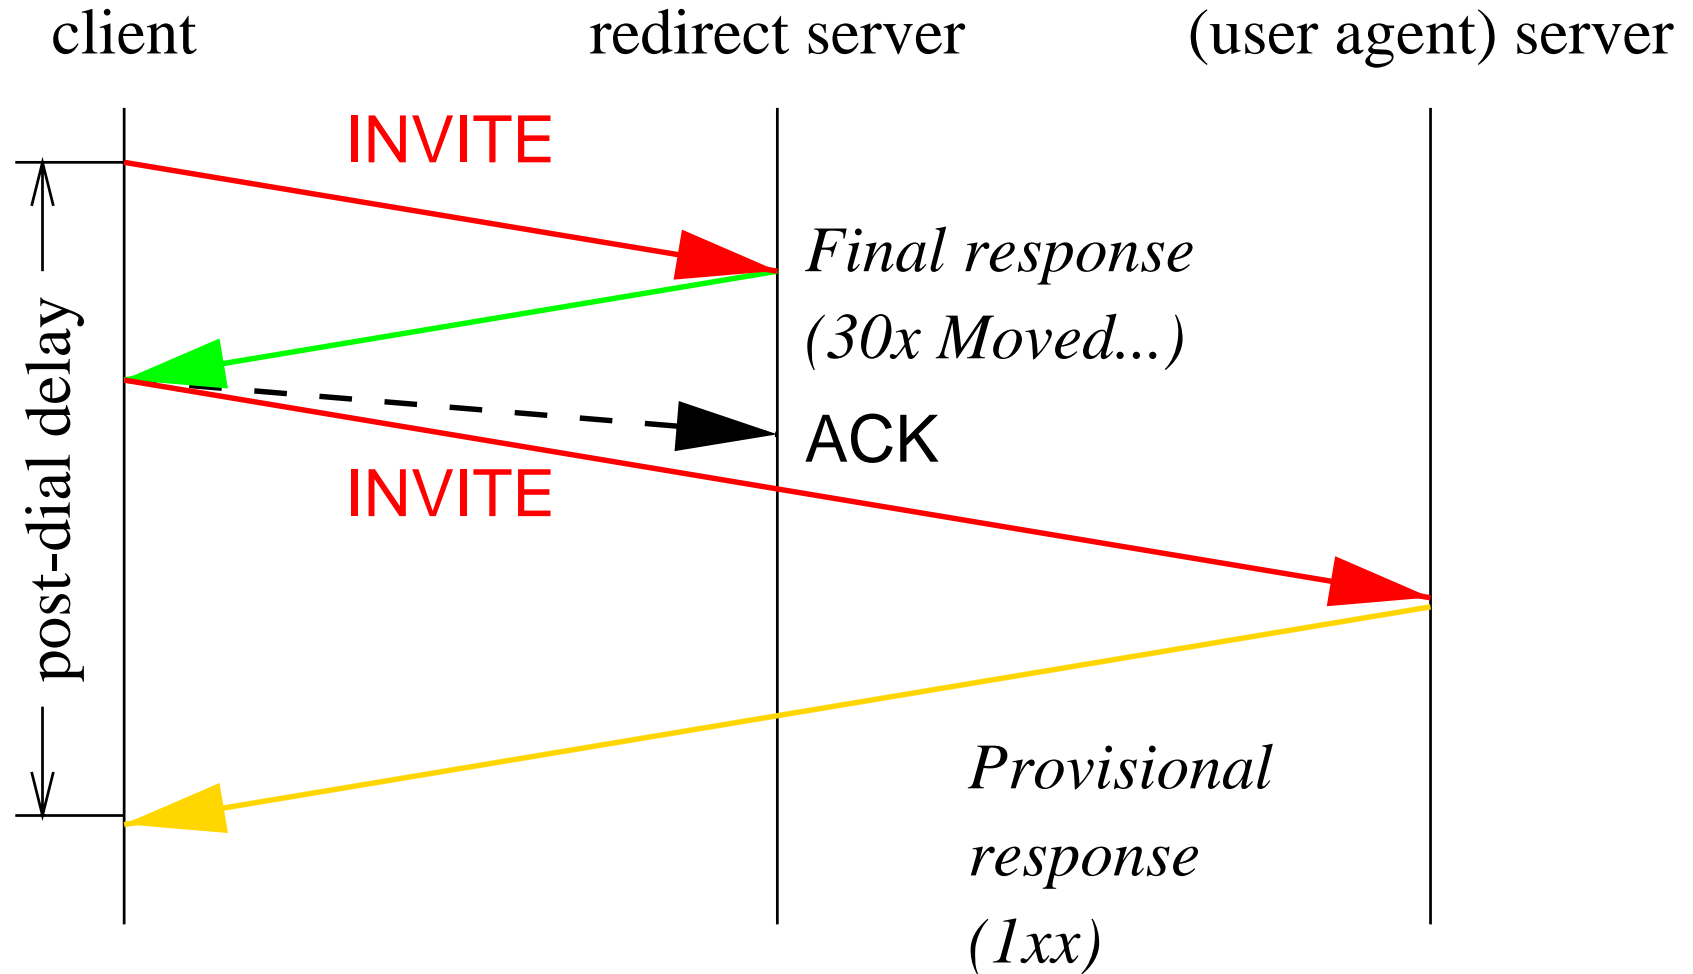 client
redirect server
(user agent) server
INVITE
Final response
(30x Moved...)
ACK
INVITE
post-dial delay
Provisional
response
(1xx)